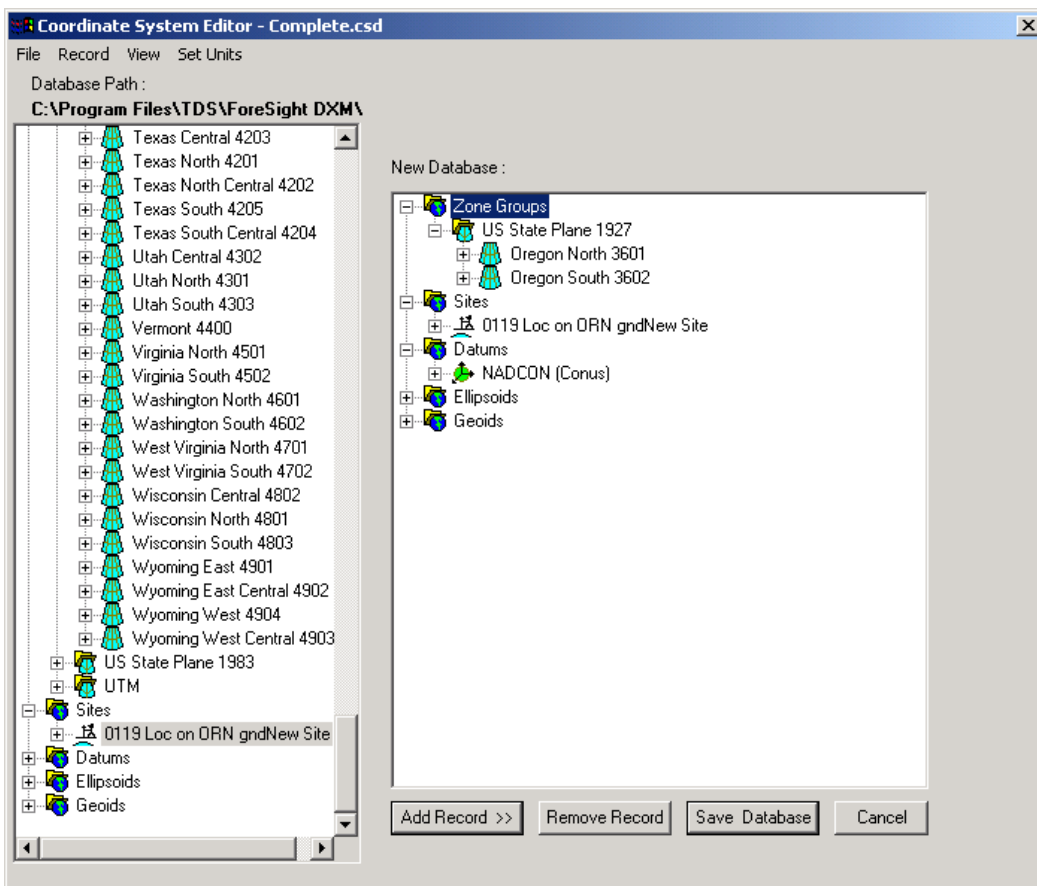 Coordinate System Editor - Complete.csd
File Record View Set Units
Database Path :
C:\Program Files\TDS\ForeSight DXM\
Texas Central 4203
Texas North 4201
Texas North Central 4202
Texas South 4205
Texas South Central 4204
Utah Central 4302
Utah North 4301
Utah South 4303
Vermont 4400
Virginia North 4501
Virginia South 4502
Washington North 4601
Washington South 4602
West Virginia North 4701
West Virginia South 4702
Wisconsin Central 4802
Wisconsin North 4801
Wisconsin South 4803
Wyoming East 4901
Wyoming East Central 4902
Wyoming West 4904
Wyoming West Central 4903
US State Plane 1983
UTM
Sites
0119 Loc on ORN gndNew Site
Datums
Ellipsoids
Geoids
New Database :
Zone Groups
US State Plane 1927
Oregon North 3601
Oregon South 3602
Sites
0119 Loc on ORN gndNew Site
Datums
NADCON (Conus)
Ellipsoids
Geoids
Add Record >> Remove Record Save Database Cancel